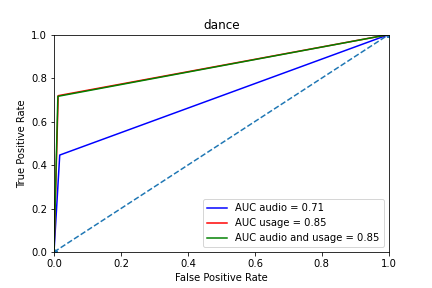 dance
True Positive Rate
1.0
0.8
0.6
0.4
0.2
0.0
AUC audio = 0.71
AUC usage = 0.85
AUC audio and usage = 0.85
0.0 0.2 0.4 0.6 0.8 1.0
False Positive Rate